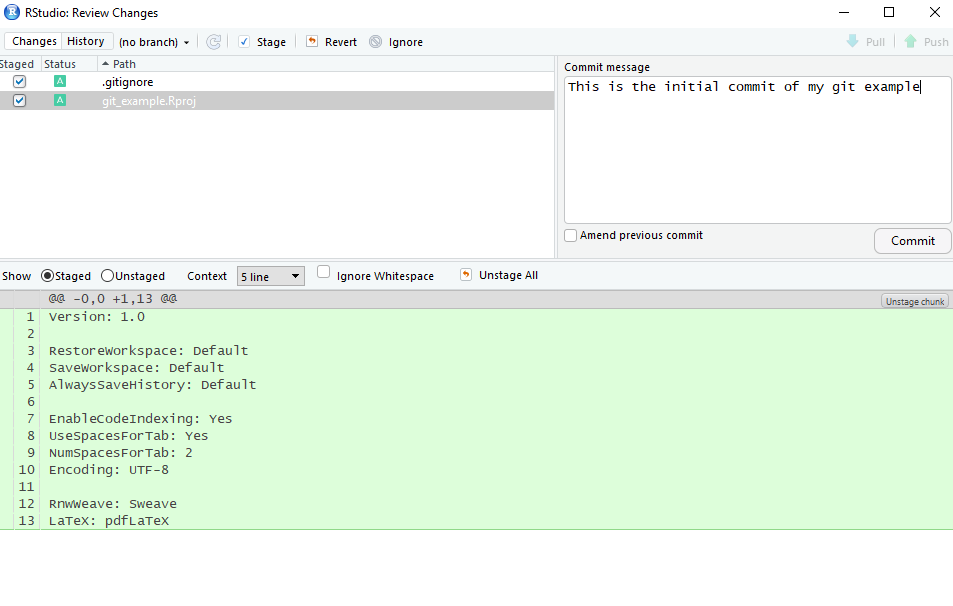 RStudio: Review Changes
Changes History (no branch) Stage Revert Ignore Pull Push
Staged Status Path
A .gitignore
A git_example.Rproj
Commit message
This is the initial commit of my git example
Amend previous commit
Commit
Show Staged Unstaged Context 5 line Ignore Whitespace Unstage All
@@ -0,0 +1,13 @@ Unstage chunk
1 Version: 1.0
2
3 RestoreWorkspace: Default
4 SaveWorkspace: Default
5 AlwaysSaveHistory: Default
6
7 EnableCodeIndexing: Yes
8 UseSpacesForTab: Yes
9 NumSpacesForTab: 2
10 Encoding: UTF-8
11
12 RnwWeave: Sweave
13 LaTeX: pdfLaTeX